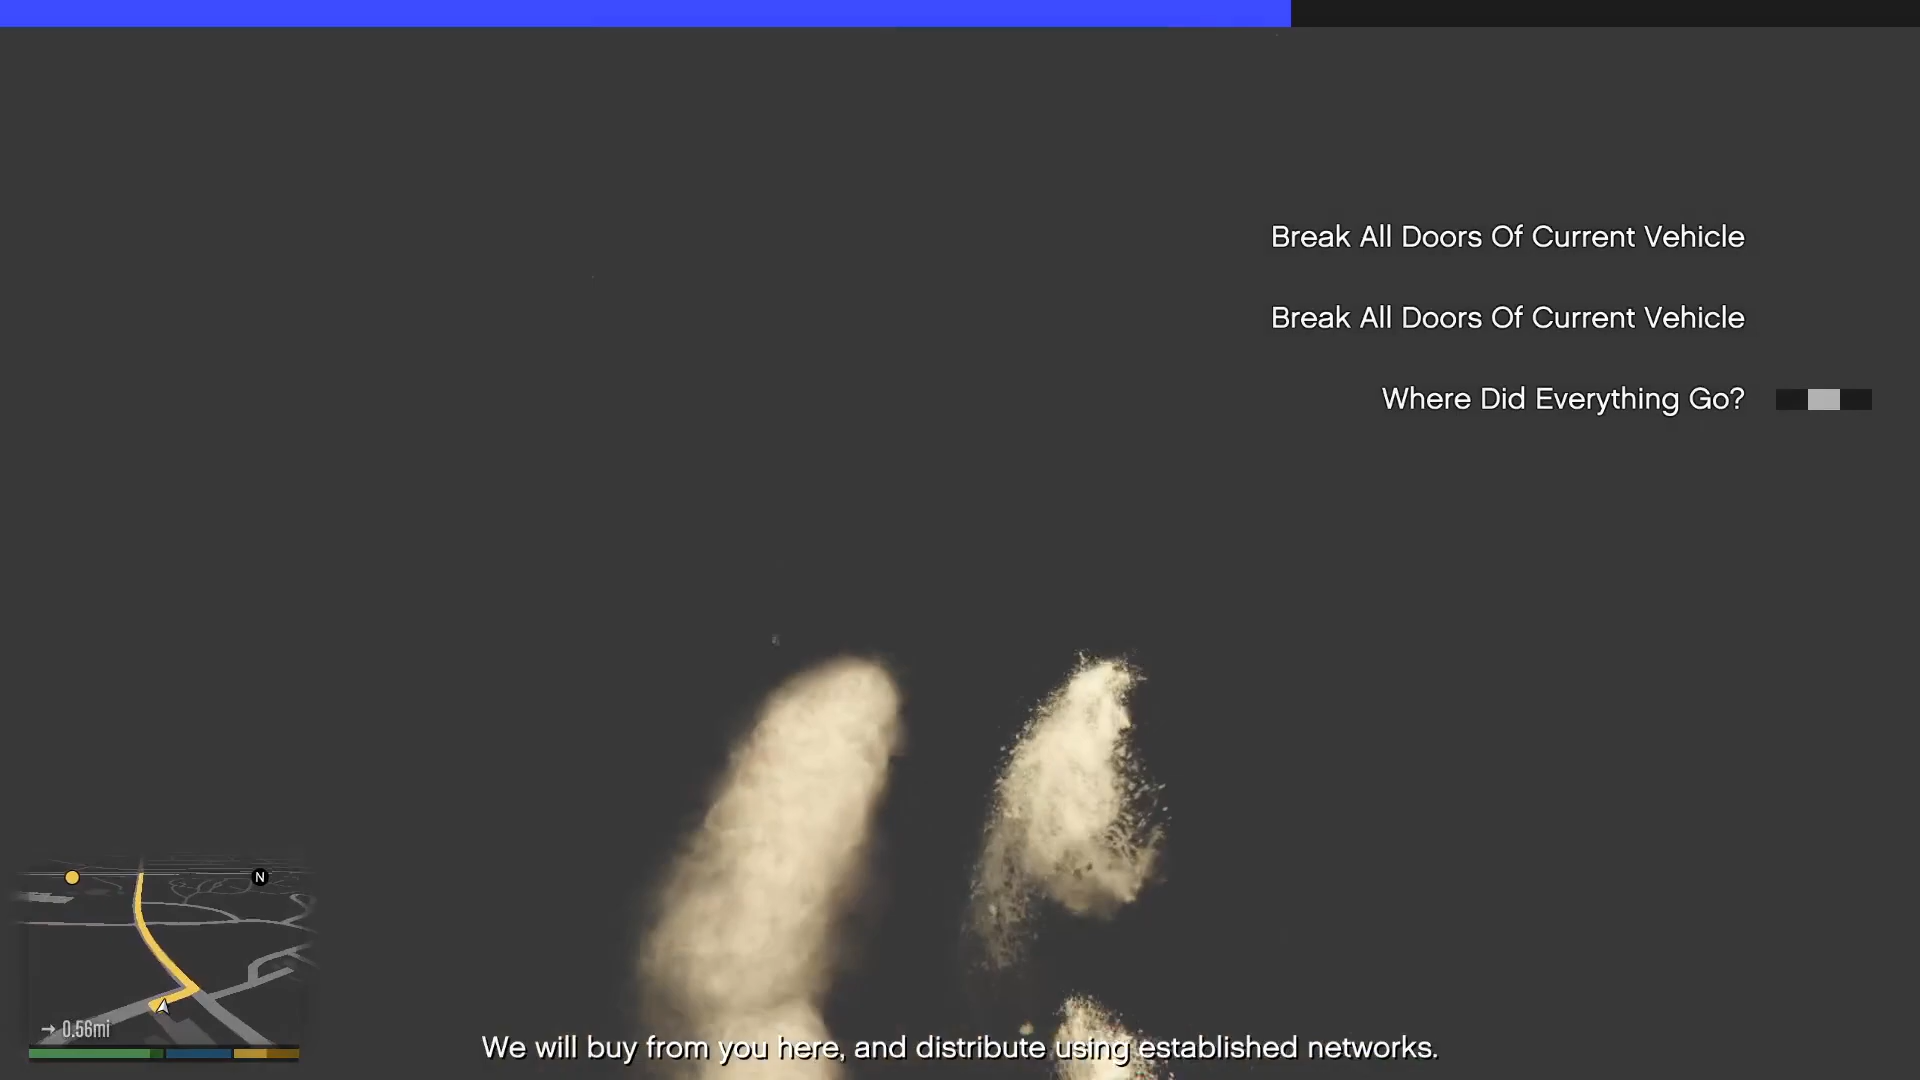 Break All Doors Of Current Vehicle
Break All Doors Of Current Vehicle
Where Did Everything Go?
N
→ 0.56mi
We will buy from you here, and distribute using established networks.